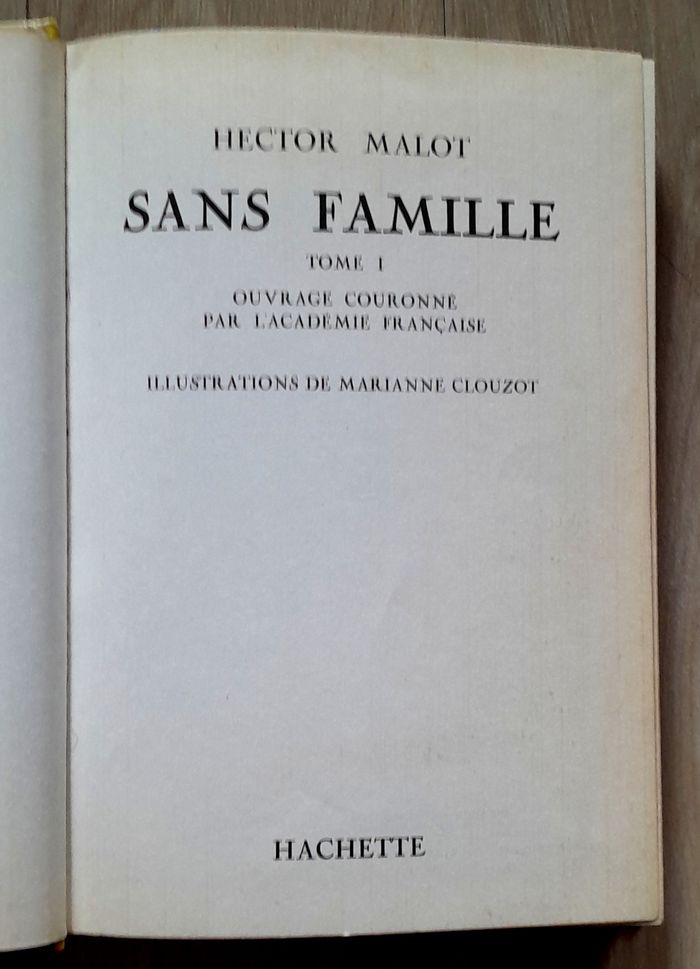 HECTOR MALOT
SANS FAMILLE
TOME I
OUVRAGE COURONNÉ
PAR L'ACADÉMIE FRANÇAISE
ILLUSTRATIONS DE MARIANNE CLOUZOT
HACHETTE